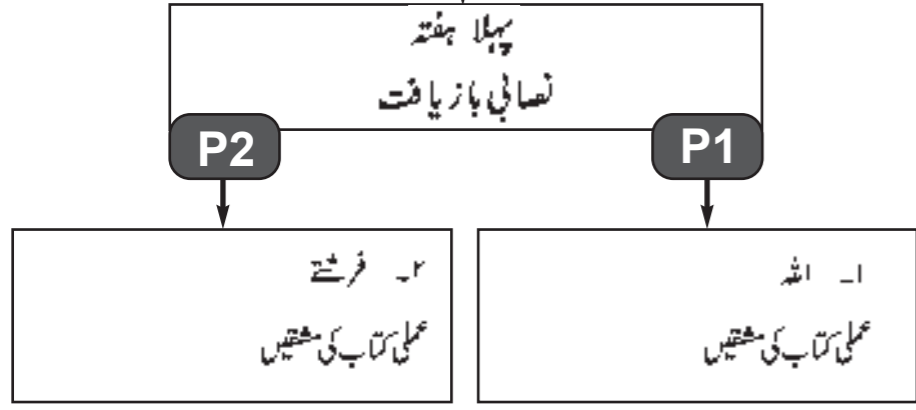 پہلا ہفتہ
نصابی بازیافت
P1
P2
۱۔ اللہ
عملی کتاب کی مشقیں
۲۔ فرشتے
عملی کتاب کی مشقیں